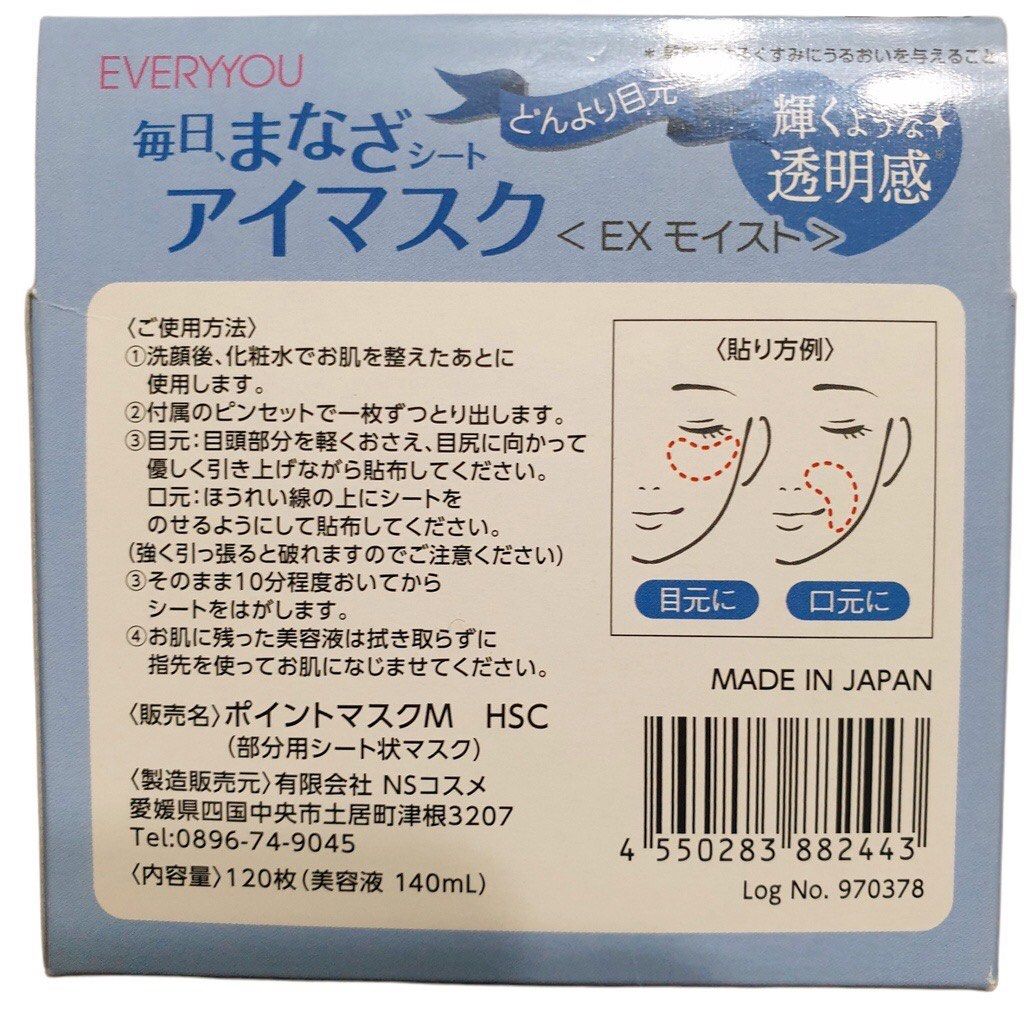 EVERYYOU
くすみにうるおいを与えること
毎日、まなざシート
アイマスク
どんより目元
輝くような
透明感
＜EX モイスト＞
〈ご使用方法〉
①洗顔後、化粧水でお肌を整えたあとに
使用します。
②付属のピンセットで一枚ずつとり出します。
③目元：目頭部分を軽くおさえ、目尻に向かって
優しく引き上げながら貼布してください。
口元：ほうれい線の上にシートを
のせるようにして貼布してください。
（強く引っ張ると破れますのでご注意ください）
③そのまま10分程度おいてから
シートをはがします。
④お肌に残った美容液は拭き取らずに
指先を使ってお肌になじませてください。
〈貼り方例〉
目元に
口元に
〈販売名〉ポイントマスクM HSC
（部分用シート状マスク）
〈製造販売元〉有限会社 NSコスメ
愛媛県四国中央市土居町津根3207
Tel:0896-74-9045
〈内容量〉120枚（美容液 140mL）
MADE IN JAPAN
4 550283 882443
Log No. 970378